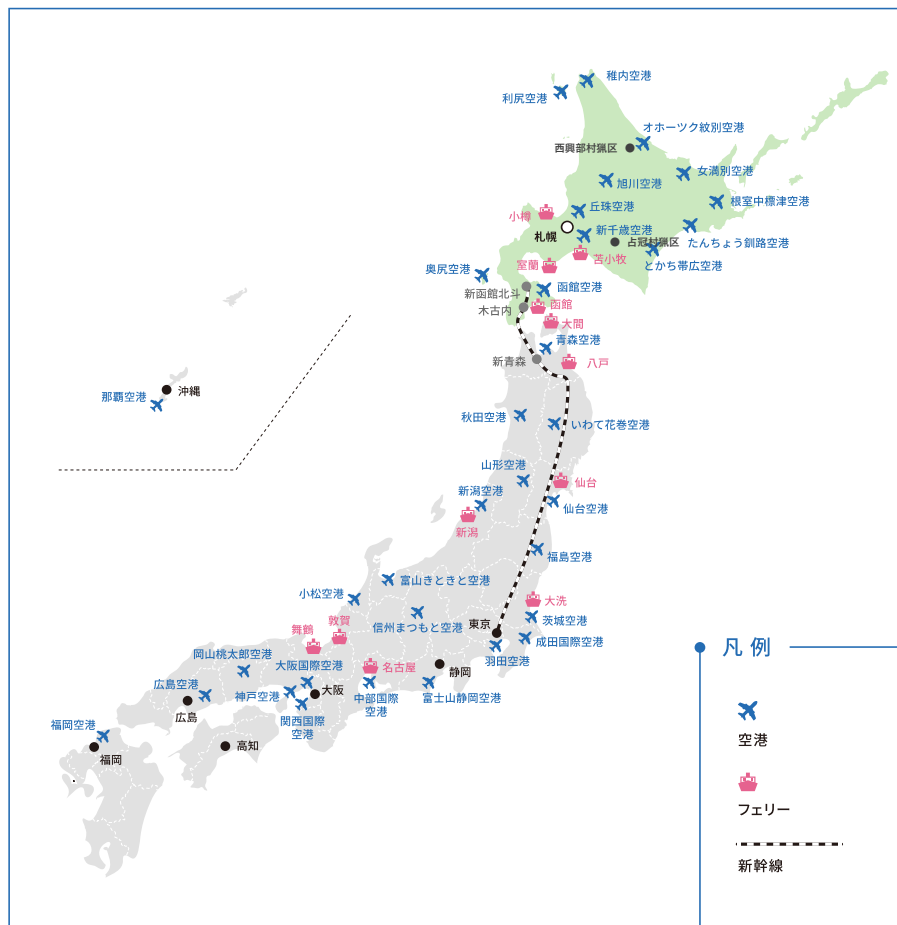 稚内空港
利尻空港
オホーツク紋別空港
西興部村猟区
女満別空港
旭川空港
根室中標津空港
丘珠空港
小樽
新千歳空港
札幌
占冠村猟区
たんちょう釧路空港
苫小牧
室蘭
とかち帯広空港
奥尻空港
函館空港
新函館北斗
函館
木古内
大間
青森空港
新青森
八戸
那覇空港
沖縄
秋田空港
いわて花巻空港
山形空港
仙台
新潟空港
仙台空港
新潟
福島空港
富山きときと空港
小松空港
大洗
茨城空港
敦賀
信州まつもと空港
東京
舞鶴
成田国際空港
岡山桃太郎空港
大阪国際空港
名古屋
羽田空港
静岡
広島空港
神戸空港
大阪
中部国際
空港
富士山静岡空港
広島
関西国際
空港
福岡空港
高知
福岡
凡例
空港
フェリー
新幹線